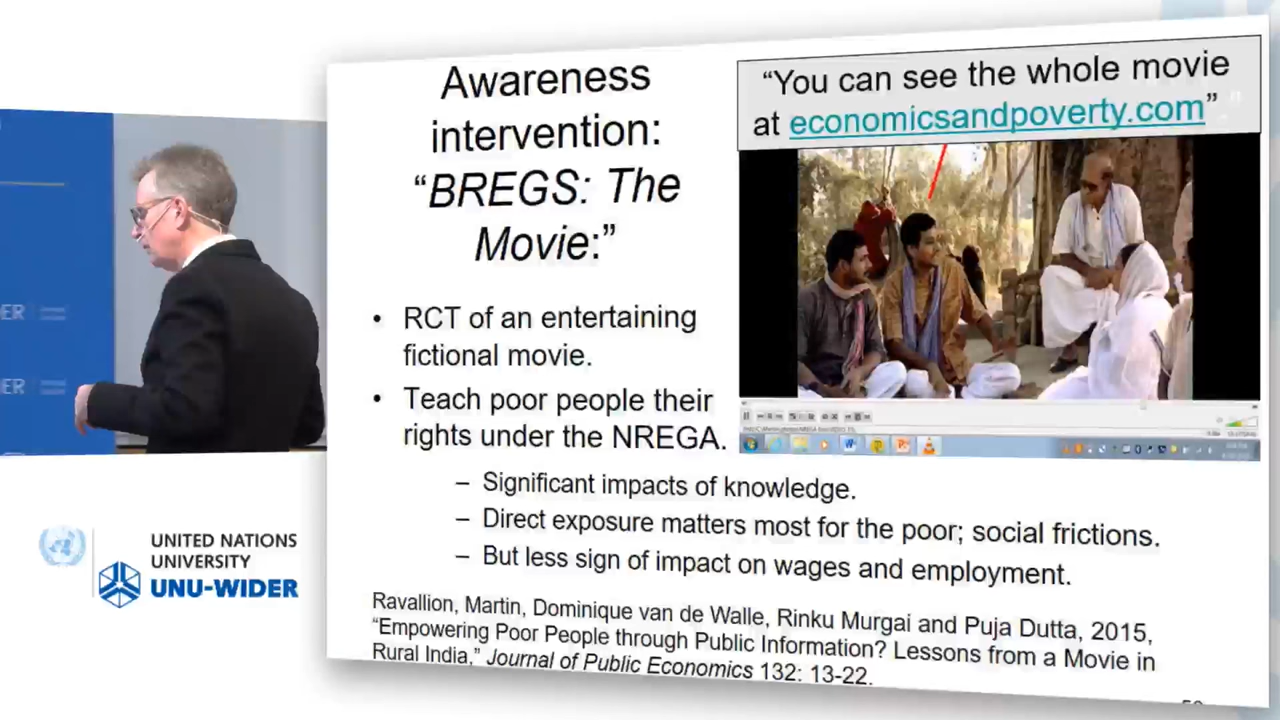 Awareness
intervention:
“BREGS: The
Movie:”
“You can see the whole movie
at economicsandpoverty.com”
• RCT of an entertaining
fictional movie.
• Teach poor people their
rights under the NREGA.
– Significant impacts of knowledge.
– Direct exposure matters most for the poor; social frictions.
– But less sign of impact on wages and employment.
Ravallion, Martin, Dominique van de Walle, Rinku Murgai and Puja Dutta, 2015,
“Empowering Poor People through Public Information? Lessons from a Movie in
Rural India,” Journal of Public Economics 132: 13-22.
ER
ER
UNITED NATIONS
UNIVERSITY
UNU-WIDER